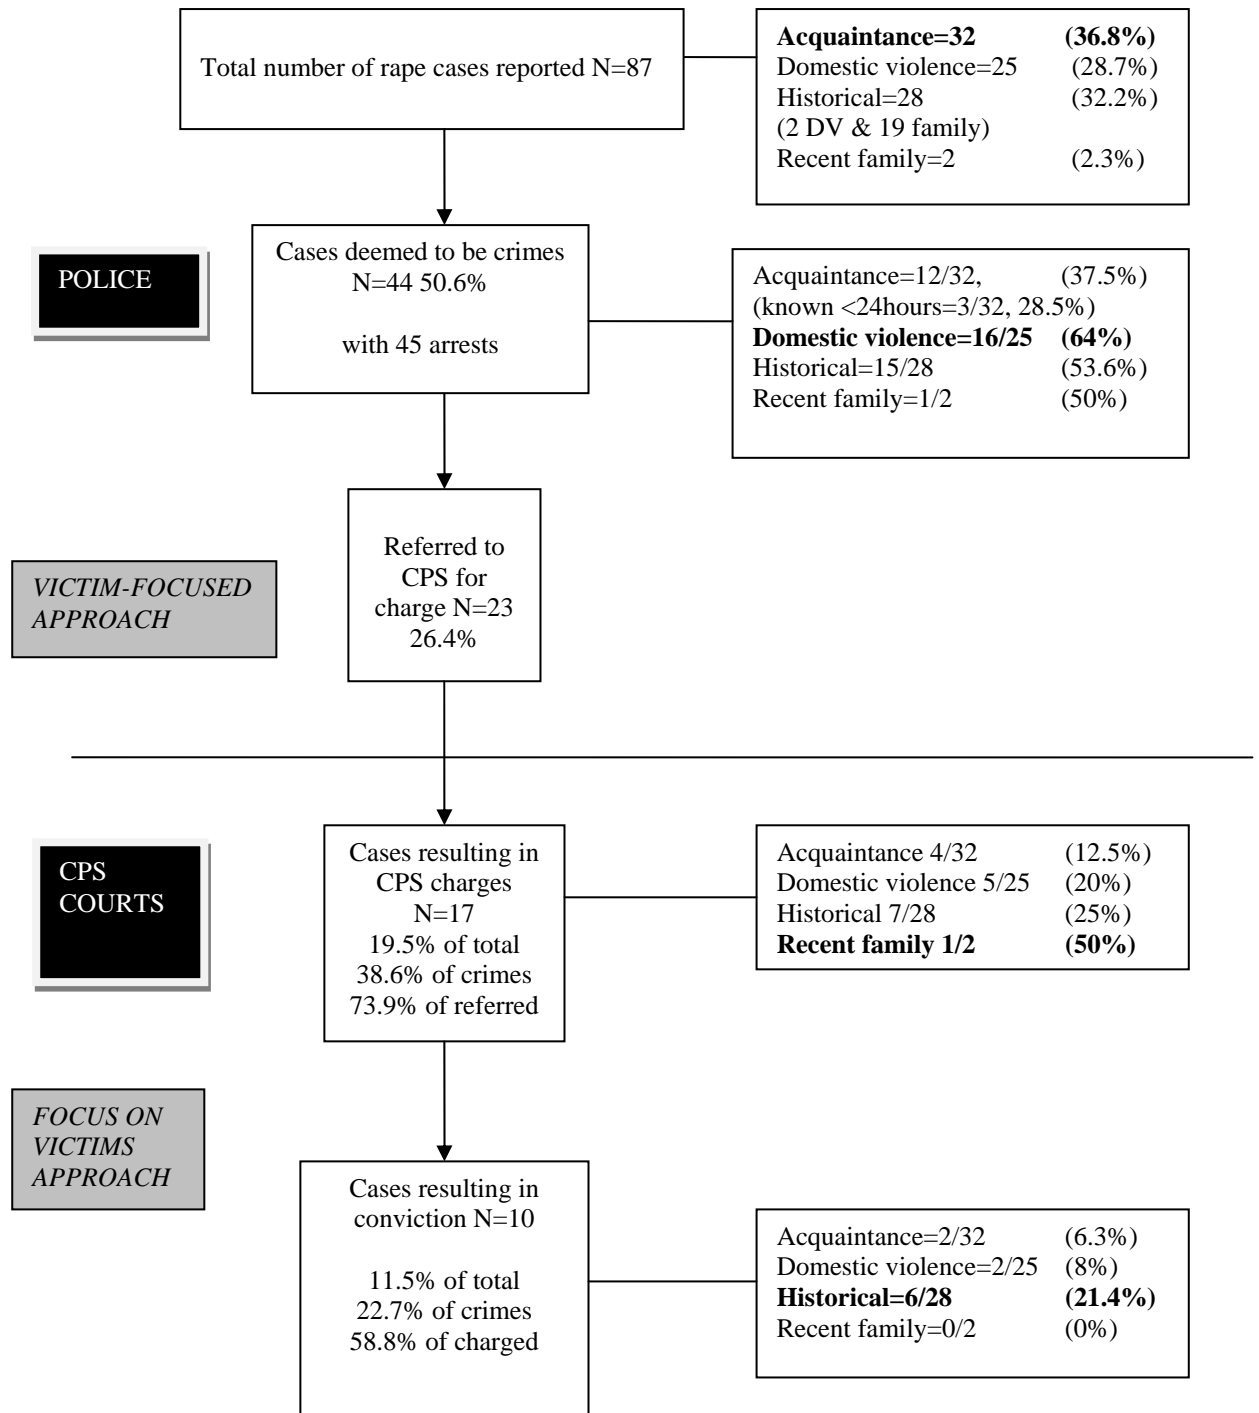 Total number of rape cases reported N=87
Acquaintance=32 (36.8%)
Domestic violence=25 (28.7%)
Historical=28 (32.2%)
(2 DV & 19 family)
Recent family=2 (2.3%)
POLICE
Cases deemed to be crimes
N=44 50.6%
with 45 arrests
Acquaintance=12/32, (37.5%)
(known <24hours=3/32, 28.5%)
Domestic violence=16/25 (64%)
Historical=15/28 (53.6%)
Recent family=1/2 (50%)
VICTIM-FOCUSED
APPROACH
Referred to
CPS for
charge N=23
26.4%
CPS
COURTS
Cases resulting in
CPS charges
N=17
19.5% of total
38.6% of crimes
73.9% of referred
Acquaintance 4/32 (12.5%)
Domestic violence 5/25 (20%)
Historical 7/28 (25%)
Recent family 1/2 (50%)
FOCUS ON
VICTIMS
APPROACH
Cases resulting in
conviction N=10
11.5% of total
22.7% of crimes
58.8% of charged
Acquaintance=2/32 (6.3%)
Domestic violence=2/25 (8%)
Historical=6/28 (21.4%)
Recent family=0/2 (0%)